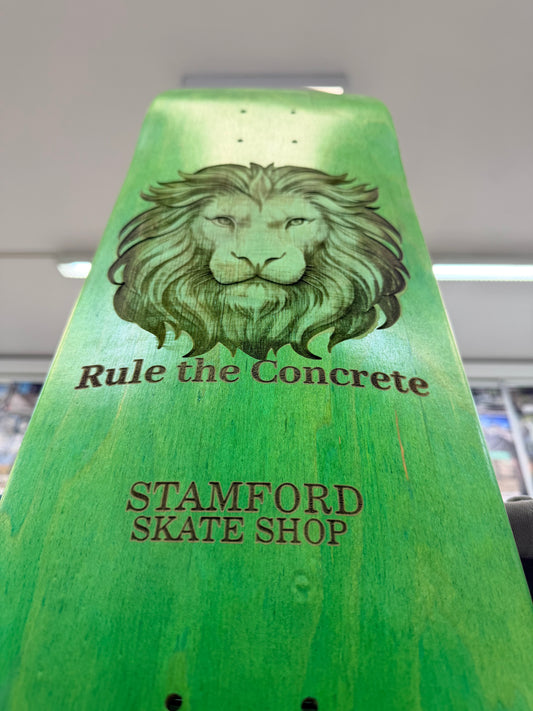 Rule the Concrete
STAMFORD
SKATE SHOP